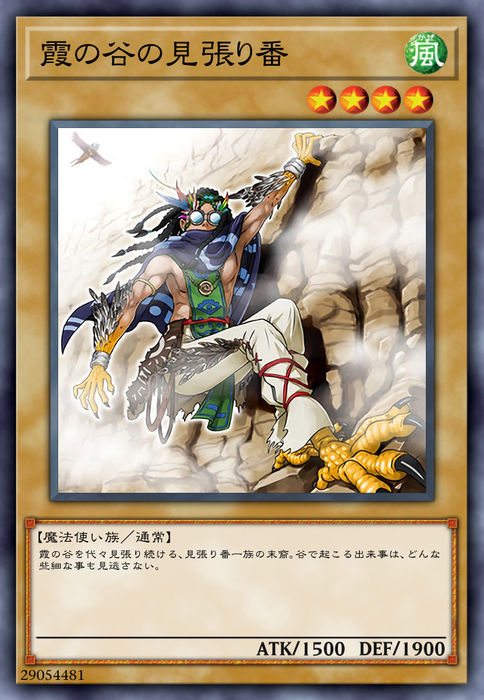 霞の谷の見張り番
風
【魔法使い族／通常】
霞の谷を代々見張り続ける、見張り番一族の末裔。谷で起こる出来事は、どんな
些細な事も見逃さない。
ATK/1500 DEF/1900
29054481